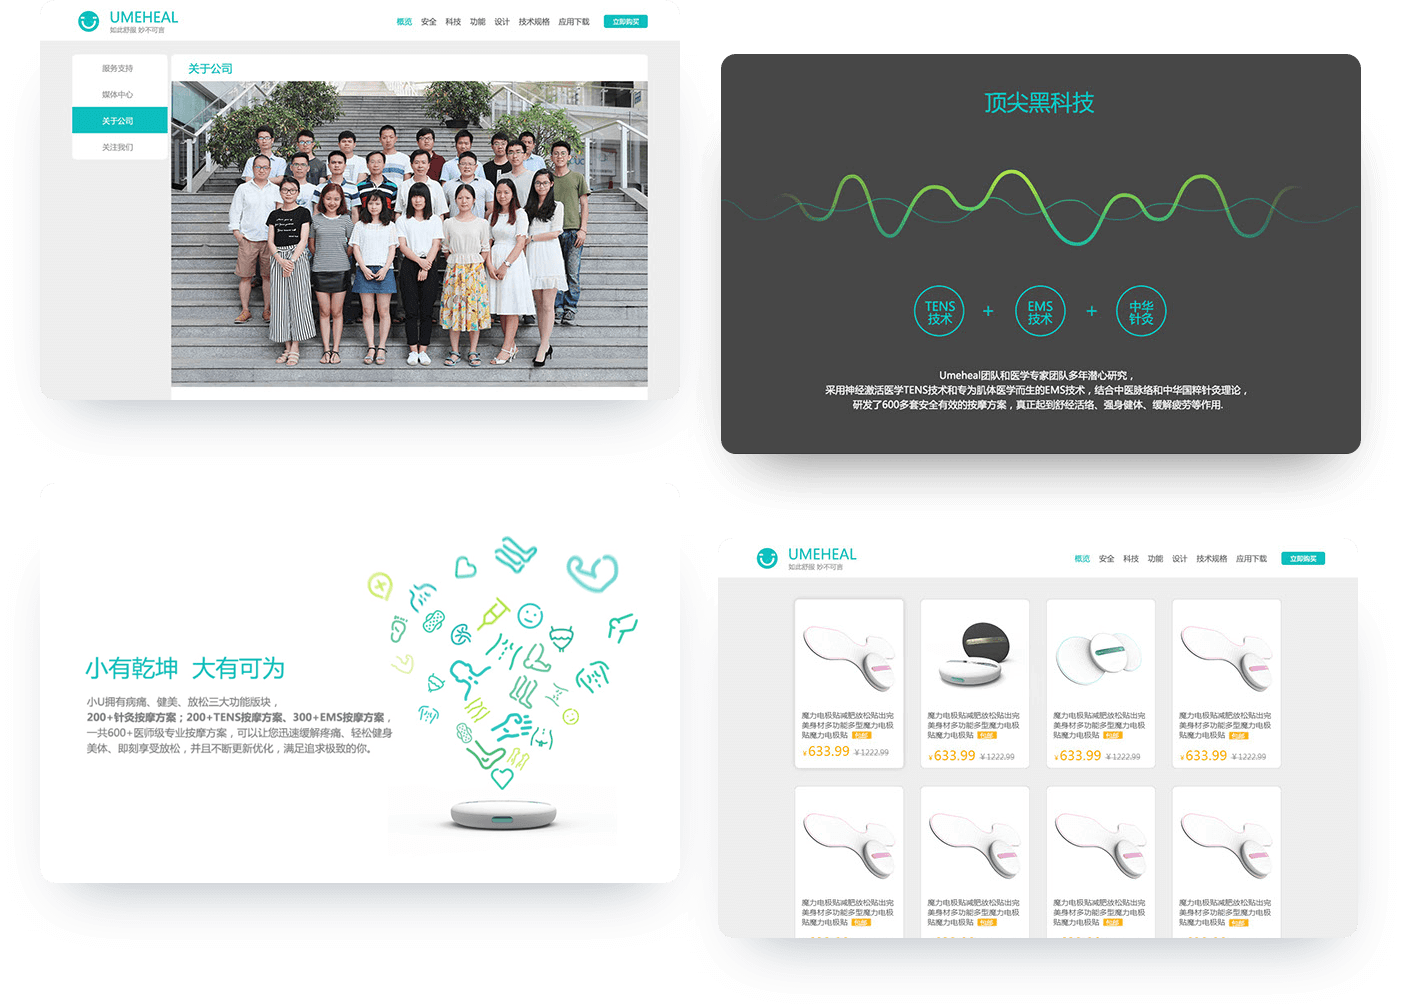 UMEHEAL
如此舒服 妙不可言
概览 安全 科技 功能 设计 技术规格 应用下载 立即购买
服务支持
媒体中心
关于公司
关注我们
关于公司
顶尖黑科技
TENS
技术
+
EMS
技术
+
中华
针灸
Umeheal团队和医学专家团队多年潜心研究，
采用神经激活医学TENS技术和专为肌体医学而生的EMS技术，结合中医脉络和中华国粹针灸理论，
研发了600多套安全有效的按摩方案，真正起到舒经活络、强身健体、缓解疲劳等作用.
小有乾坤 大有可为
小U拥有病痛、健美、放松三大功能版块，
200+针灸按摩方案；200+TENS按摩方案、300+EMS按摩方案，
一共600+医师级专业按摩方案，可以让您迅速缓解疼痛、轻松健身
美体、即刻享受放松，并且不断更新优化，满足追求极致的你。
UMEHEAL
如此舒服 妙不可言
概览 安全 科技 功能 设计 技术规格 应用下载 立即购买
魔力电极贴减肥放松贴出完
美身材多功能多型魔力电极
贴魔力电极贴 包邮
¥633.99 ¥1222.99
魔力电极贴减肥放松贴出完
美身材多功能多型魔力电极
贴魔力电极贴 包邮
¥633.99 ¥1222.99
魔力电极贴减肥放松贴出完
美身材多功能多型魔力电极
贴魔力电极贴 包邮
¥633.99 ¥1222.99
魔力电极贴减肥放松贴出完
美身材多功能多型魔力电极
贴魔力电极贴 包邮
¥633.99 ¥1222.99
魔力电极贴减肥放松贴出完
美身材多功能多型魔力电极
贴魔力电极贴 包邮
魔力电极贴减肥放松贴出完
美身材多功能多型魔力电极
贴魔力电极贴 包邮
魔力电极贴减肥放松贴出完
美身材多功能多型魔力电极
贴魔力电极贴 包邮
魔力电极贴减肥放松贴出完
美身材多功能多型魔力电极
贴魔力电极贴 包邮